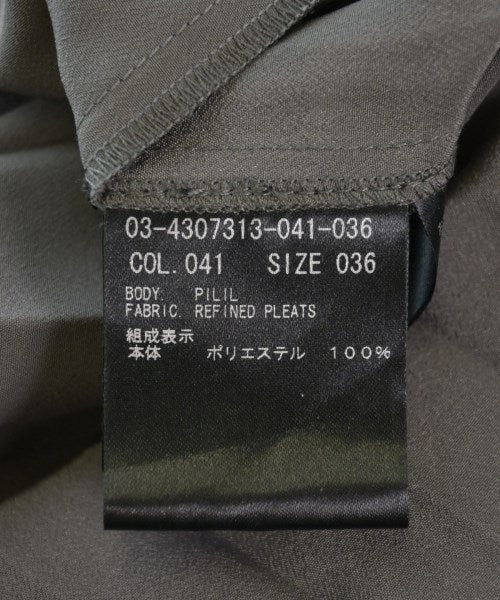 03-4307313-041-036
COL. 041 SIZE 036
BODY. PILIL
FABRIC. REFINED PLEATS
組成表示
本体 ポリエステル 100%